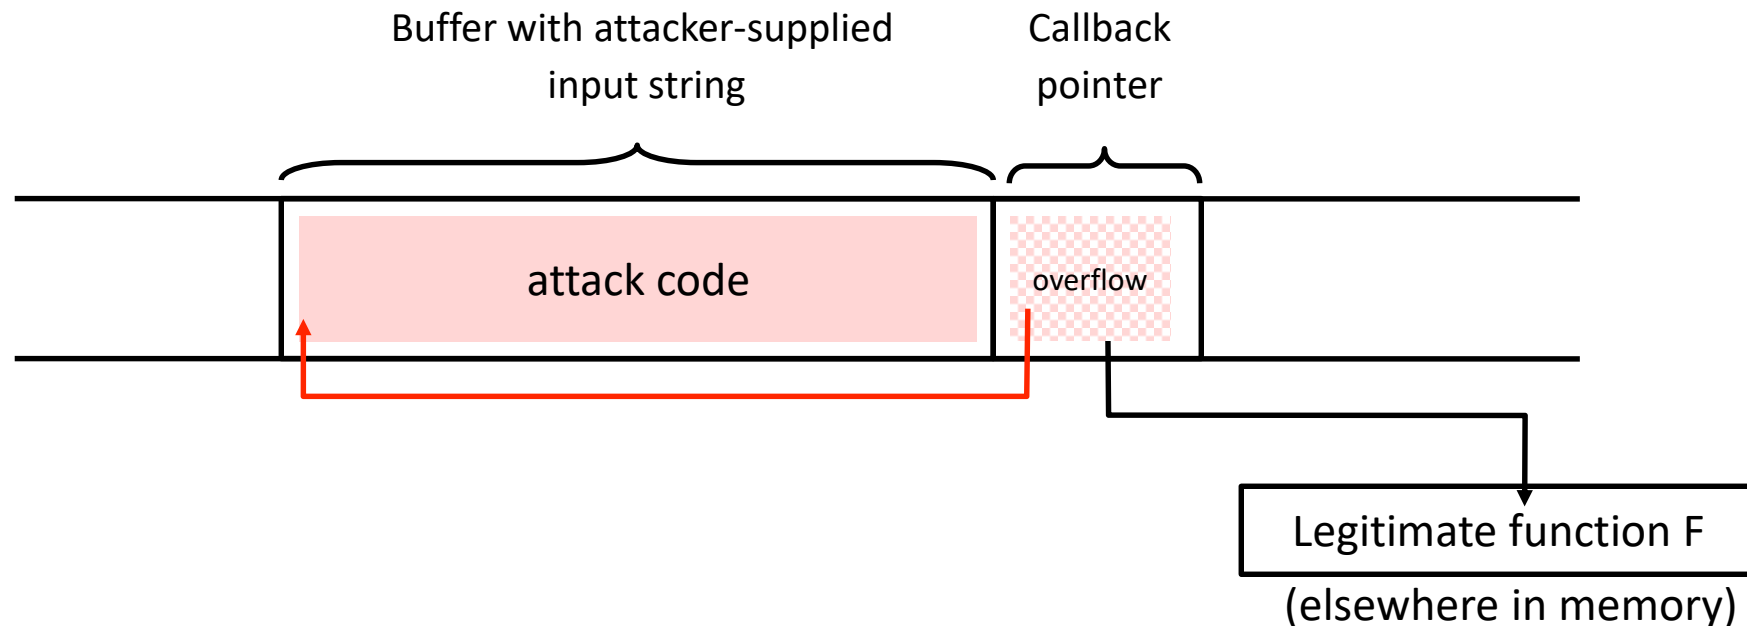 Buffer with attacker-supplied
input string
Callback
pointer
attack code
overflow
Legitimate function F
(elsewhere in memory)